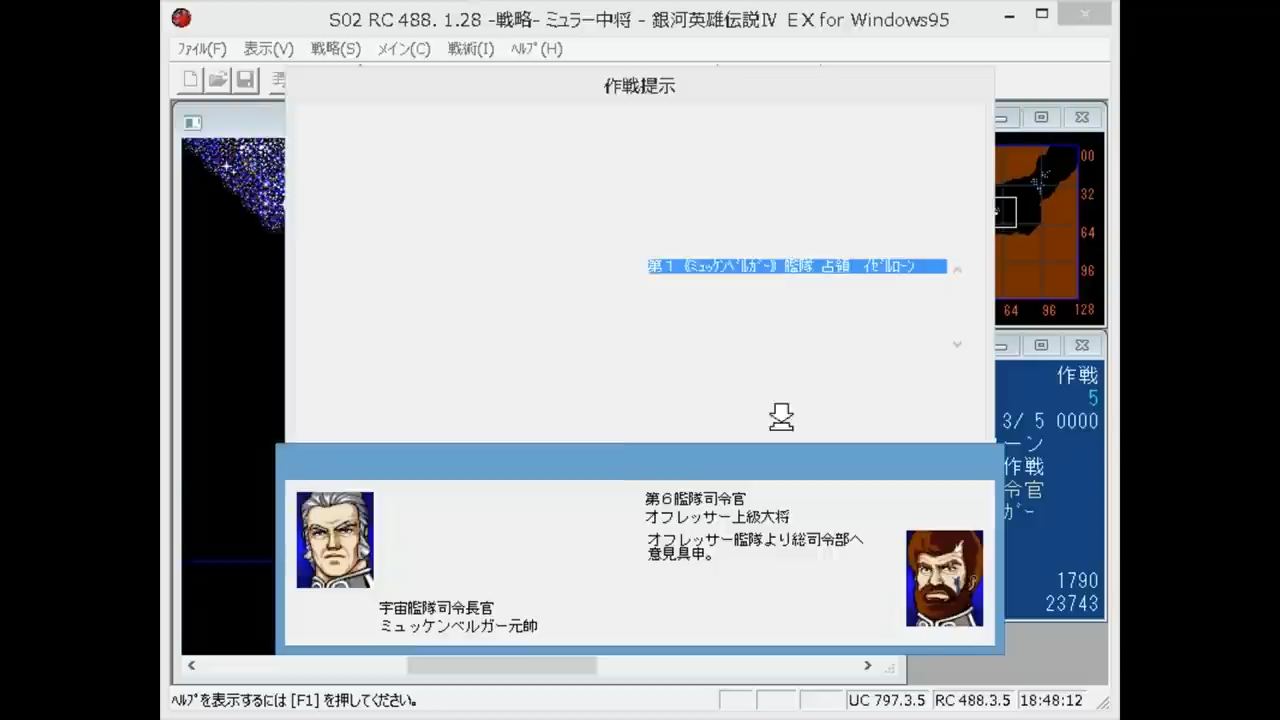 S02 RC 488. 1.28 -戦略- ミュラー中将 - 銀河英雄伝説Ⅳ EX for Windows95
ﾌｧｲﾙ(F) 表示(V) 戦略(S) メイン(C) 戦術(I) ﾍﾙﾌﾟ(H)
作戦提示
00
32
64
96
64 96 128
第１《ﾐｭｯｹﾝﾍﾞﾙｶﾞｰ》艦隊 占領 ｲｾﾞﾙﾛｰﾝ
作戦
5
3/ 5 0000
ーン
作戦
令官
ｶﾞｰ
1790
23743
第６艦隊司令官
オフレッサー上級大将
オフレッサー艦隊より総司令部へ
意見具申。
宇宙艦隊司令長官
ミュッケンベルガー元帥
ﾍﾙﾌﾟを表示するには [F1] を押してください。
UC 797.3.5 RC 488.3.5 18:48:12